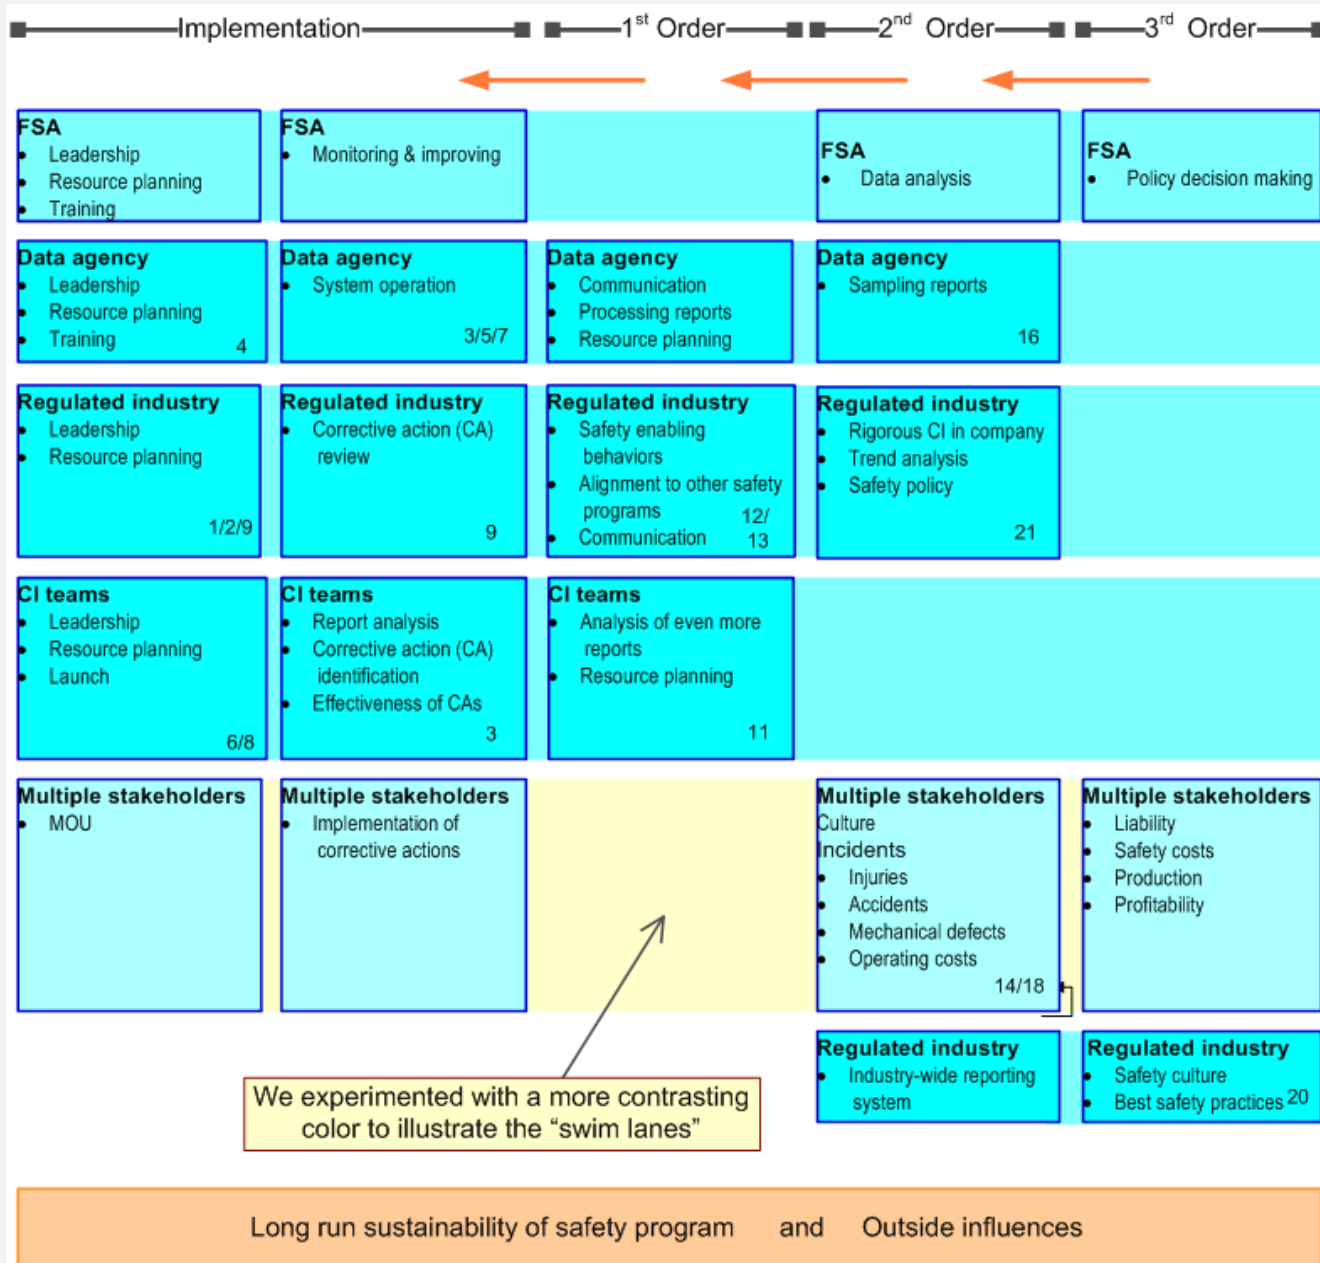 Implementation
1st Order
2nd Order
3rd Order
FSA
• Leadership
• Resource planning
• Training
FSA
• Monitoring & improving
FSA
• Data analysis
FSA
• Policy decision making
Data agency
• Leadership
• Resource planning
• Training
4
Data agency
• System operation
3/5/7
Data agency
• Communication
• Processing reports
• Resource planning
Data agency
• Sampling reports
16
Regulated industry
• Leadership
• Resource planning
1/2/9
Regulated industry
• Corrective action (CA)
review
9
Regulated industry
• Safety enabling
behaviors
• Alignment to other safety
programs
• Communication
12/
13
Regulated industry
• Rigorous CI in company
• Trend analysis
• Safety policy
21
CI teams
• Leadership
• Resource planning
• Launch
6/8
CI teams
• Report analysis
• Corrective action (CA)
identification
• Effectiveness of CAs
3
CI teams
• Analysis of even more
reports
• Resource planning
11
Multiple stakeholders
• MOU
Multiple stakeholders
• Implementation of
corrective actions
Multiple stakeholders
Culture
Incidents
• Injuries
• Accidents
• Mechanical defects
• Operating costs
14/18
Multiple stakeholders
• Liability
• Safety costs
• Production
• Profitability
Regulated industry
• Industry-wide reporting
system
Regulated industry
• Safety culture
• Best safety practices 20
We experimented with a more contrasting
color to illustrate the “swim lanes”
Long run sustainability of safety program and Outside influences